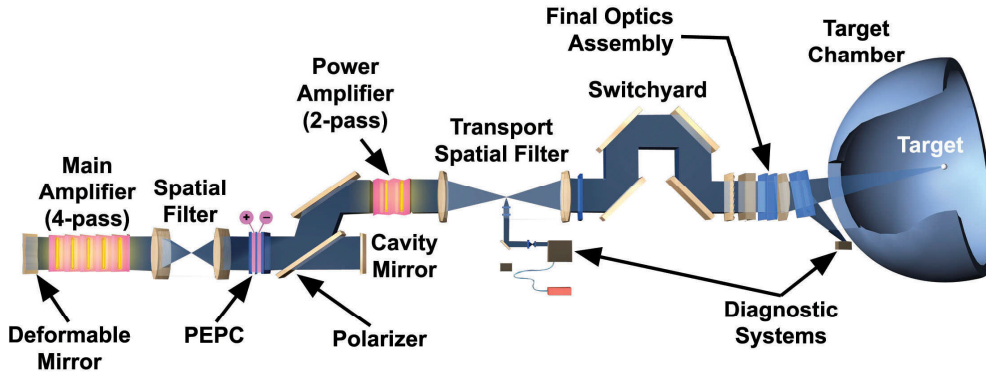 Final Optics
Assembly
Target
Chamber
Power
Amplifier
(2-pass)
Switchyard
Transport
Spatial Filter
Main
Amplifier
(4-pass)
Spatial
Filter
Target
+
−
Cavity
Mirror
Deformable
Mirror
PEPC
Polarizer
Diagnostic
Systems